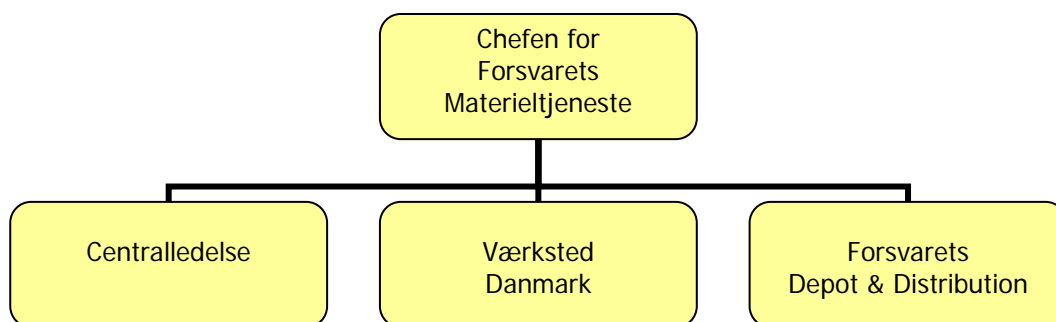 Chefen for
Forsvarets
Materieltjeneste
Centralledelse
Værksted
Danmark
Forsvarets
Depot & Distribution